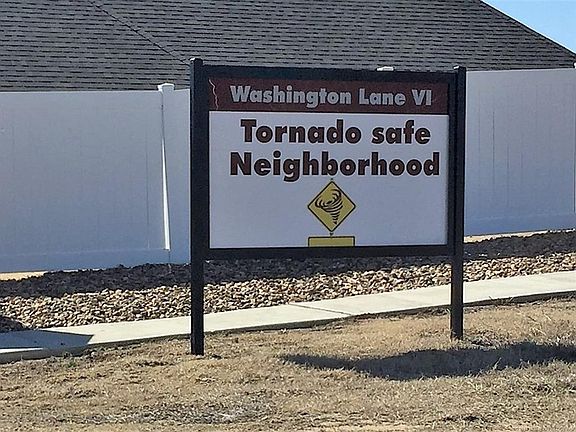 Washington Lane VI
Tornado safe
Neighborhood